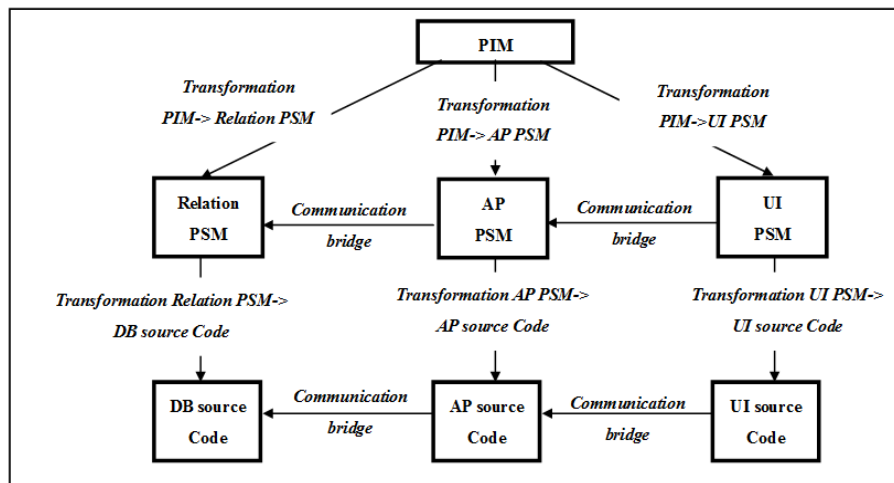 PIM
Transformation
PIM-> Relation PSM
Transformation
PIM-> AP PSM
Transformation
PIM->UI PSM
Relation
PSM
Communication
bridge
AP
PSM
Communication
bridge
UI
PSM
Transformation Relation PSM->
DB source Code
Transformation AP PSM->
AP source Code
Transformation UI PSM->
UI source Code
DB source
Code
Communication
bridge
AP source
Code
Communication
bridge
UI source
Code